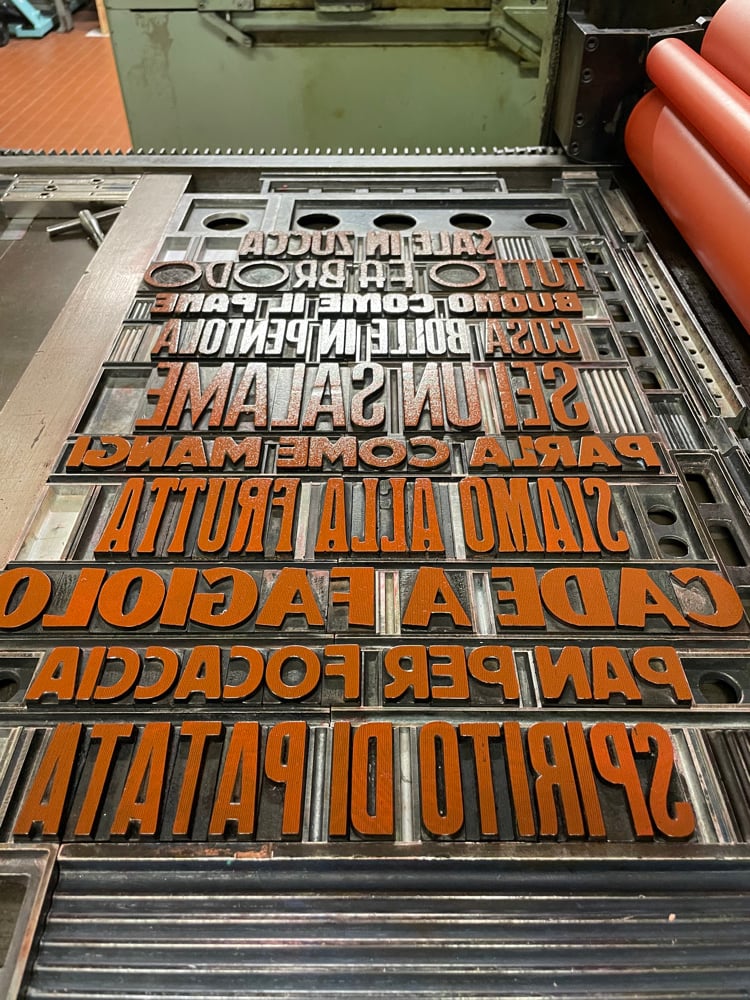 SALE IN ZUCCA
TUTTO FA BRODO
BUONO COME IL PANE
COSA BOLLE IN PENTOLA
SEI UN SALAME
PARLA COME MANGI
SIAMO ALLA FRUTTA
CADE A FAGIOLO
PAN PER FOCACCIA
SPIRITO DI PATATA